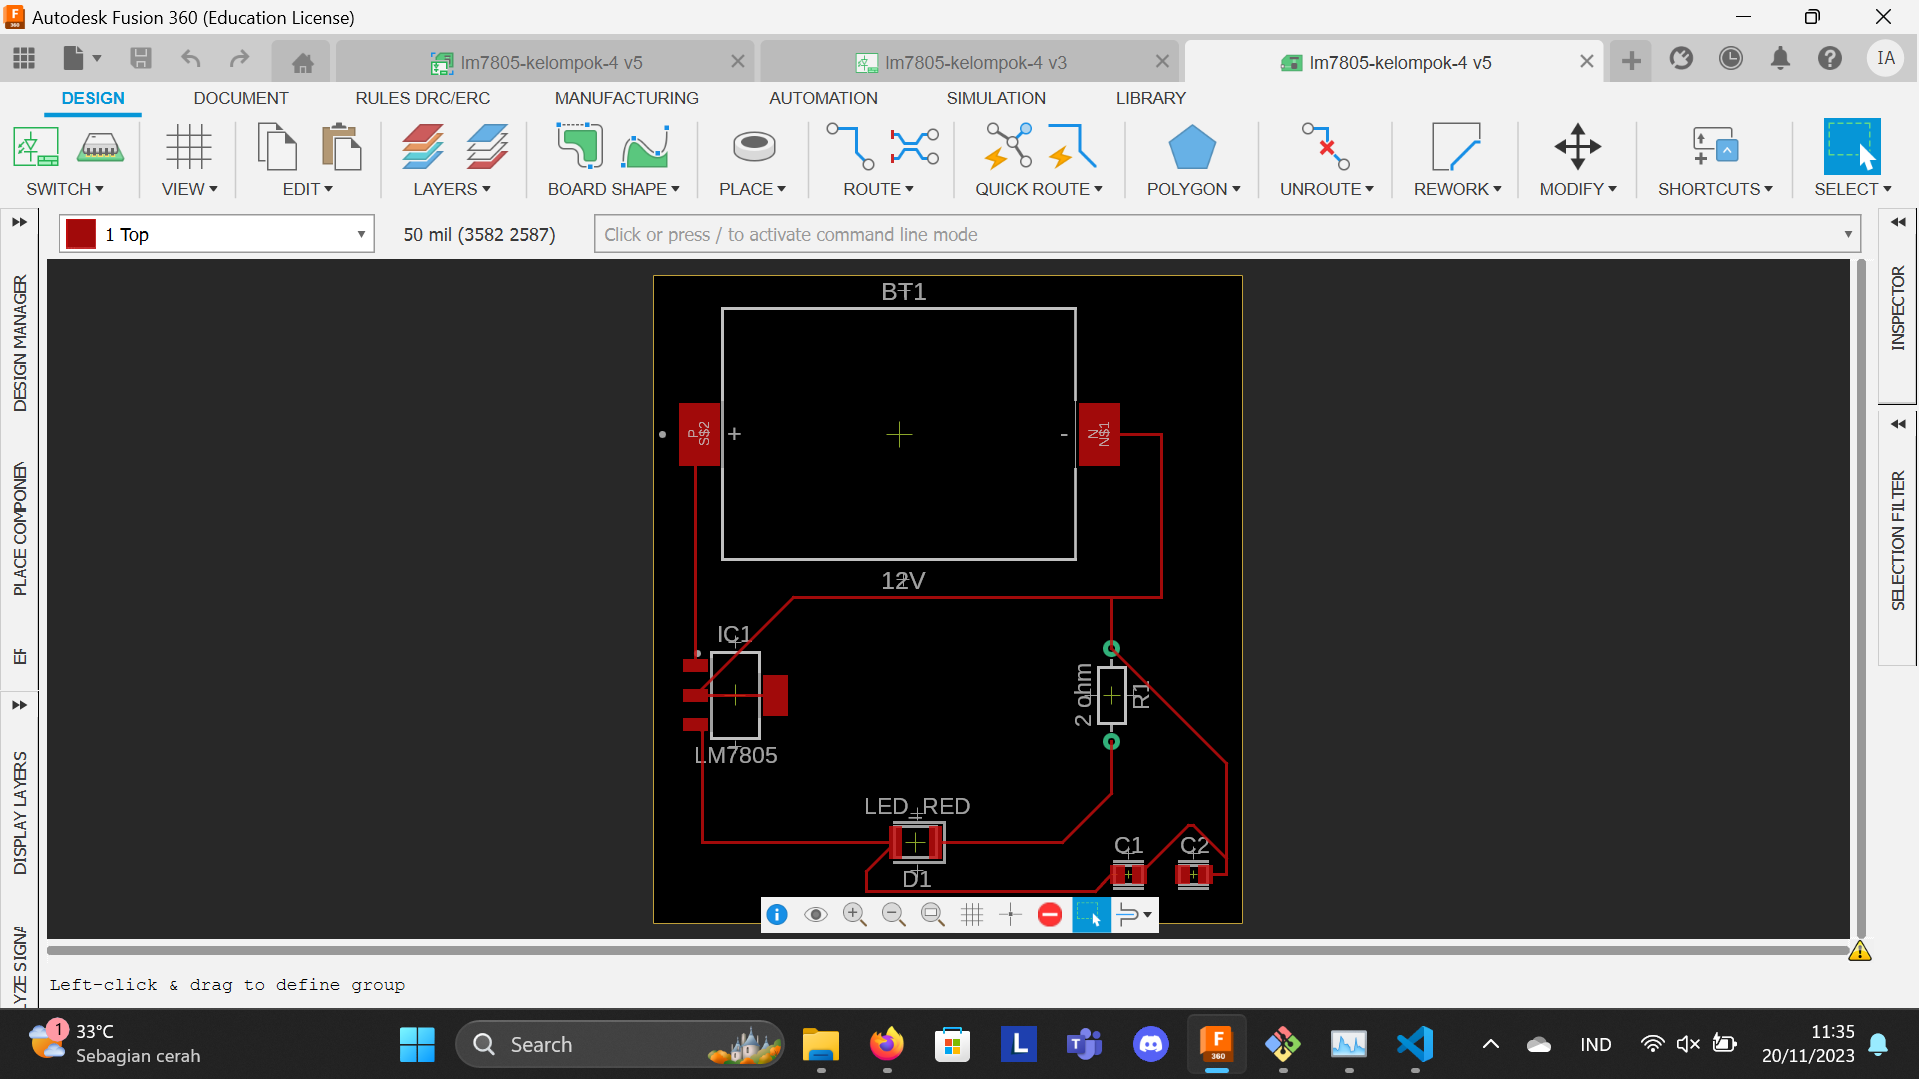 Autodesk Fusion 360 (Education License)
lm7805-kelompok-4 v5
lm7805-kelompok-4 v3
lm7805-kelompok-4 v5
IA
DESIGN
DOCUMENT
RULES DRC/ERC
MANUFACTURING
AUTOMATION
SIMULATION
LIBRARY
SWITCH
VIEW
EDIT
LAYERS
BOARD SHAPE
PLACE
ROUTE
QUICK ROUTE
POLYGON
UNROUTE
REWORK
MODIFY
SHORTCUTS
SELECT
1 Top
50 mil (3582 2587)
Click or press / to activate command line mode
DESIGN MANAGER
PLACE COMPONEN
EF
DISPLAY LAYERS
YZE SIGNA
INSPECTOR
SELECTION FILTER
BT1
P
S$2
+
-
N
N$1
12V
IC1
LM7805
2 ohm
R1
LED_RED
D1
C1
C2
Left-click & drag to define group
1
33°C
Sebagian cerah
Search
L
F
360
IND
11:35
20/11/2023